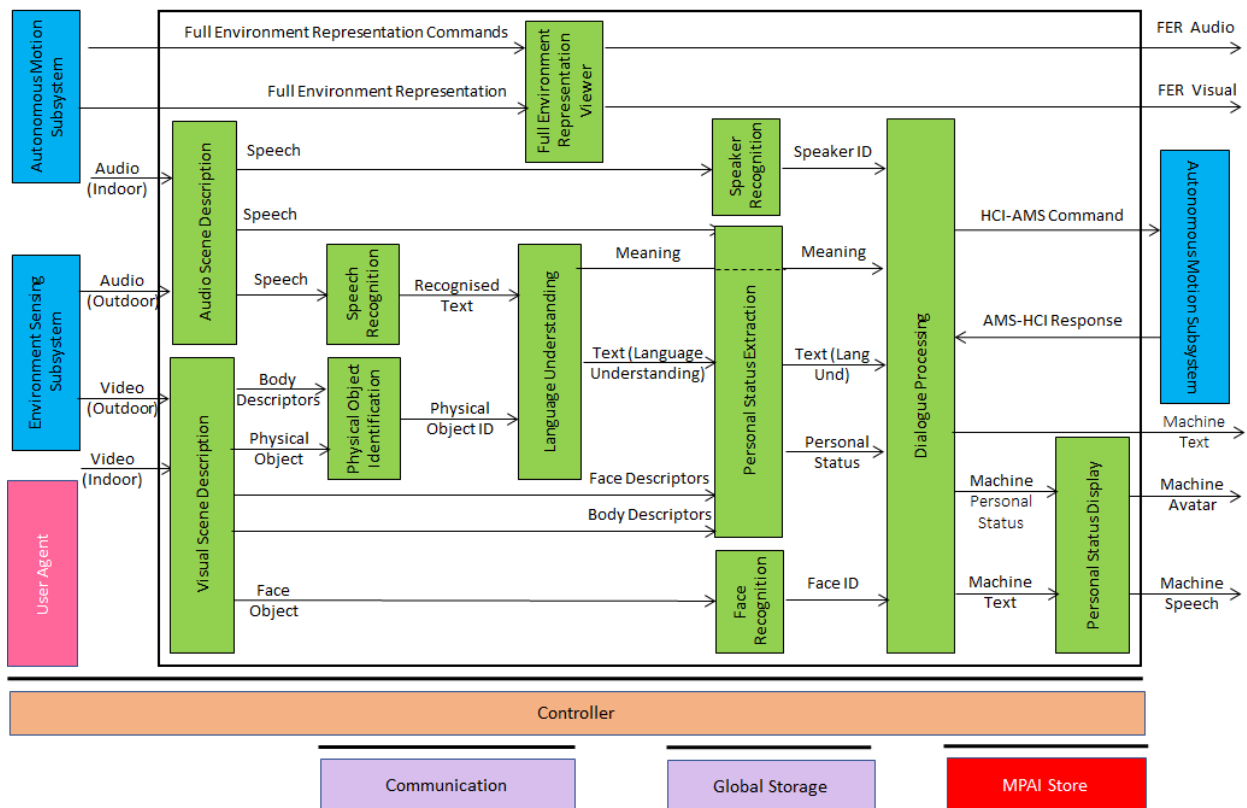 Full Environment Representation Commands
FER Audio
Autonomous Motion
Subsystem
Full Environment Representation
Full Environment
Representation
Viewer
FER Visual
Audio
(Indoor)
Audio Scene Description
Speech
Speaker
Recognition
Speaker ID
Dialogue Processing
Autonomous Motion Subsystem
HCI-AMS Command
Speech
Environment Sensing
Subsystem
Audio
(Outdoor)
Speech
Speech
Recognition
Recognised
Text
Language Understanding
Meaning
Personal Status Extraction
Meaning
AMS-HCI Response
Text (Language
Understanding)
Text (Lang
Und)
Video
(Outdoor)
Visual Scene Description
Body
Descriptors
Physical Object
Identification
Physical
Object ID
Physical
Object
Personal
Status
Machine
Text
Video
(Indoor)
Face Descriptors
Body Descriptors
Machine
Personal
Status
Personal Status Display
Machine
Avatar
User Agent
Face
Object
Face
Recognition
Face ID
Machine
Text
Machine
Speech
Controller
Communication
Global Storage
MPAI Store